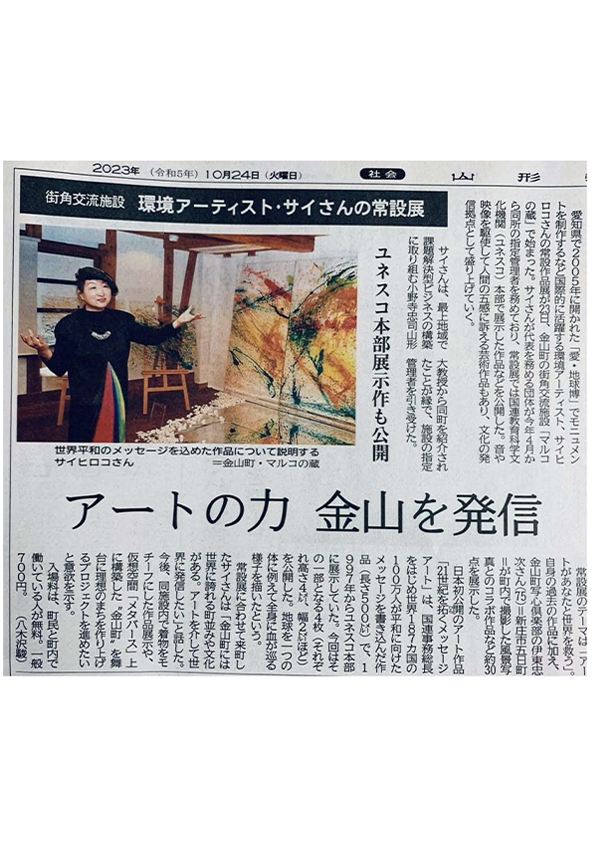 2023年 (令和5年) 10月24日(火曜日)
社会
山形
街角交流施設 環境アーティスト・サイさんの常設展
愛知県で2005年に開かれた「愛・地球博」でモニュメン
トを制作するなど国際的に活躍する環境アーティスト、サイヒ
ロコさんの常設作品展が22日、金山町の街角交流施設「マルコ
の蔵」で始まった。サイさんが代表を務める団体が今年4月か
ら同所の指定管理者を務めており、常設展では国連教育科学文
化機関(ユネスコ)本部で展示した作品などを公開した。音や
映像を駆使して人間の五感に訴える芸術作品もあり、文化の発
信拠点として盛り上げていく。
ユネスコ本部展示作も公開
サイさんは、最上地域で
課題解決型ビジネスの構築
に取り組む小野寺忠司山形
大教授から同町を紹介され
たことが縁で、施設の指定
管理者を引き受けた。
世界平和のメッセージを込めた作品について説明する
サイヒロコさん ＝金山町・マルコの蔵
アートの力 金山を発信
常設展のテーマは「アー
トがあなたと世界を救う」。
自身の過去の作品に加え、
金山町写人倶楽部の伊東忠
次さん(75)＝新庄市五日町
＝が町内で撮影した風景写
真とのコラボ作品など約30
点を展示した。
日本初公開のアート作品
「21世紀を拓くメッセージ
アート」は、国連事務総長
をはじめ世界187カ国の
100万人が平和に向けた
メッセージを書き込んだ作
品(長さ500㍍)で、1
997年からユネスコ本部
に展示していた。今回はそ
の一部となる4枚(それぞ
れ高さ4㍍、幅2㍍ほど)
を公開した。地球を一つの
体に例えて全身に血が巡る
様子を描いたという。
常設展に合わせて来町し
たサイさんは「金山町には
世界に誇れる町並みや文化
がある。アートを介して世
界に発信したい」と話した。
今後、同施設内で着物をモ
チーフにした作品展示や、
仮想空間「メタバース」上
に構築した〝金山町〟を舞
台に理想のまちを作り上げ
るプロジェクトを進めたい
と意欲を示す。
入場料は、町民と町内で
働いている人が無料。一般
700円。 (八木沢駿)